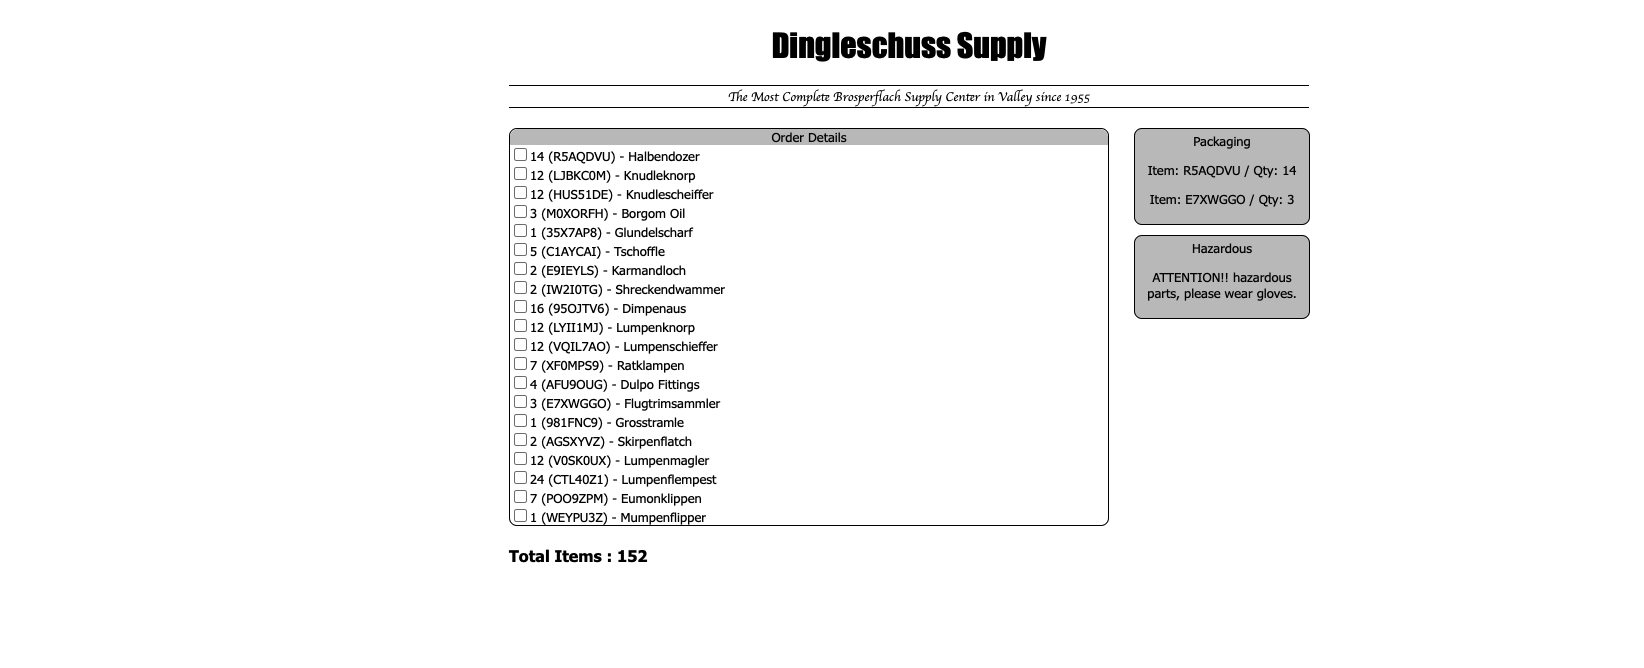 Dingleschuss Supply
The Most Complete Brosperflach Supply Center in Valley since 1955
Order Details
14 (R5AQDVU) - Halbendozer
12 (LJBKC0M) - Knudleknorp
12 (HUS51DE) - Knudlescheiffer
3 (M0XORFH) - Borgom Oil
1 (35X7AP8) - Glundelscharf
5 (C1AYCAI) - Tschoffle
2 (E9IEYLS) - Karmandloch
2 (IW2I0TG) - Shreckendwammer
16 (95OJTV6) - Dimpenaus
12 (LYII1MJ) - Lumpenknorp
12 (VQIL7AO) - Lumpenschieffer
7 (XF0MPS9) - Ratklampen
4 (AFU9OUG) - Dulpo Fittings
3 (E7XWGGO) - Flugtrimsammler
1 (981FNC9) - Grosstramle
2 (AGSXYVZ) - Skirpenflatch
12 (V0SK0UX) - Lumpenmagler
24 (CTL40Z1) - Lumpenflempest
7 (POO9ZPM) - Eumonklippen
1 (WEYPU3Z) - Mumpenflipper
Total Items : 152
Packaging
Item: R5AQDVU / Qty: 14
Item: E7XWGGO / Qty: 3
Hazardous
ATTENTION!! hazardous
parts, please wear gloves.